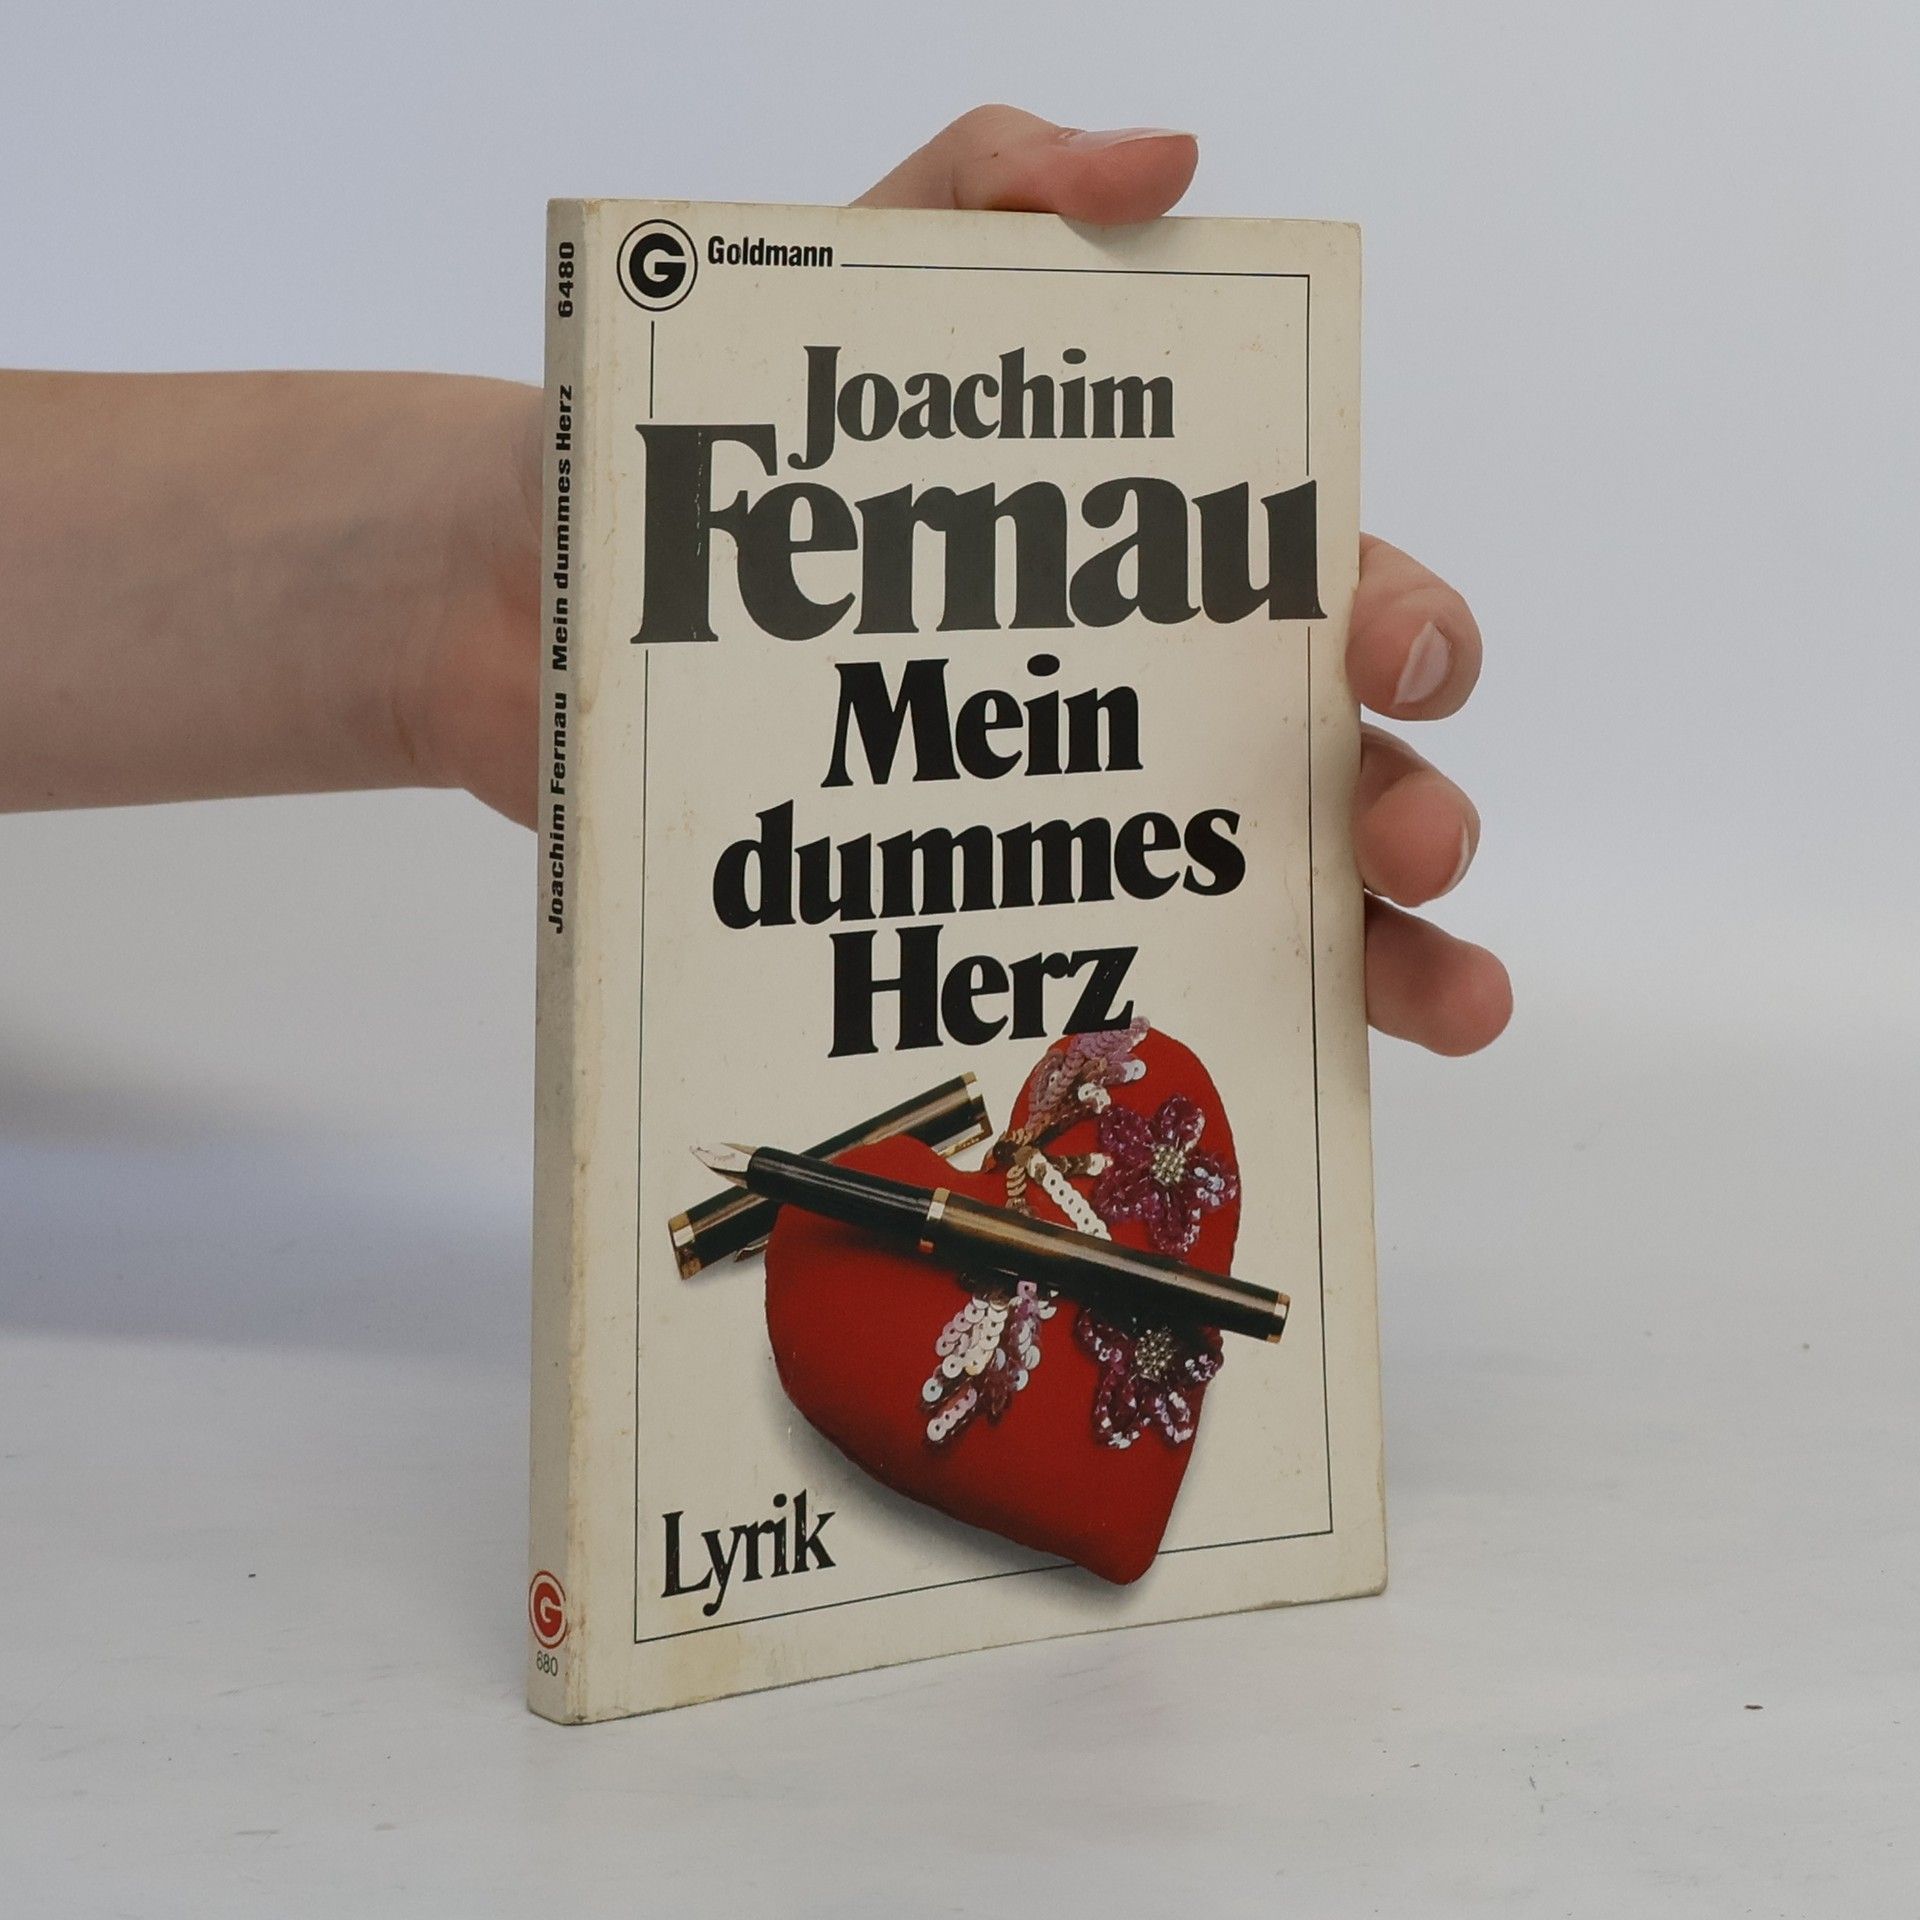 G Goldmann
Joachim
Fernau
Mein
dummes
Herz
Lyrik
Joachim Fernau Mein dummes Herz 6480
G
680